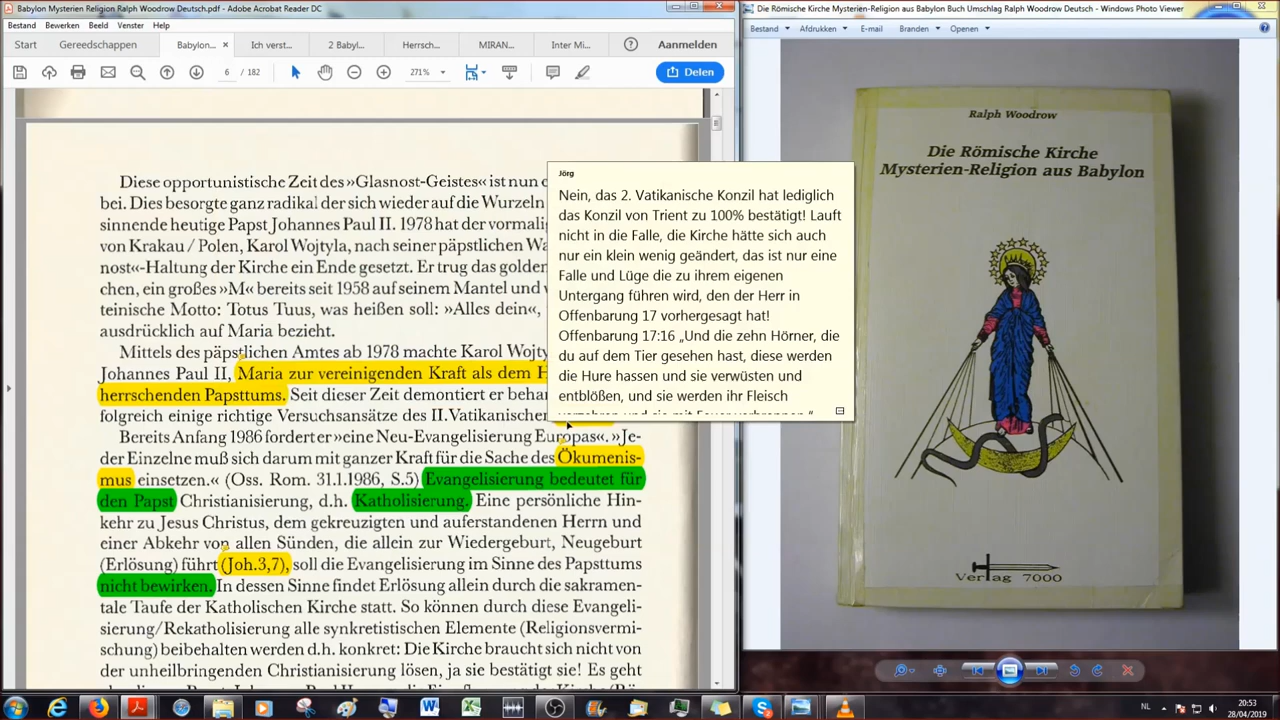 Babylon Mysteries Religion Ralph Woodrow Deutsch.pdf - Adobe Acrobat Reader DC
Bestand Bewerken Beeld Venster Help
Start Gereedschappen Babylon... × Ich verst... 2 Babyl... Herrsch... MIRAN... Inter Mi... Anmelden
6 / 182 271% Delen
Diese opportunistische Zeit des »Glasnost-Geistes« ist nun
bei. Dies besorgte ganz radikal der sich wieder auf die Wurzeln
sinnende heutige Papst Johannes Paul II. 1978 hat der vormali
von Krakau / Polen, Karol Wojtyla, nach seiner päpstlichen Wa
nost«-Haltung der Kirche ein Ende gesetzt. Er trug das golden
chen, ein großes »M« bereits seit 1958 auf seinem Mantel und
teinische Motto: Totus Tuus, was heißen soll: »Alles dein«,
ausdrücklich auf Maria bezieht.
Mittels des päpstlichen Amtes ab 1978 machte Karol Wojty
Johannes Paul II, Maria zur vereinigenden Kraft als dem H
herrschenden Papsttums. Seit dieser Zeit demontiert er behar
folgreich einige richtige Versuchsansätze des II.Vatikanischen
Bereits Anfang 1986 fordert er »eine Neu-Evangelisierung Europas«. »Je-
der Einzelne muß sich darum mit ganzer Kraft für die Sache des Ökumenis-
mus einsetzen.« (Oss. Rom. 31.1.1986, S.5) Evangelisierung bedeutet für
den Papst Christianisierung, d.h. Katholisierung. Eine persönliche Hin-
kehr zu Jesus Christus, dem gekreuzigten und auferstandenen Herrn und
einer Abkehr von allen Sünden, die allein zur Wiedergeburt, Neugeburt
(Erlösung) führt (Joh.3,7), soll die Evangelisierung im Sinne des Papsttums
nicht bewirken. In dessen Sinne findet Erlösung allein durch die sakramen-
tale Taufe der Katholischen Kirche statt. So können durch diese Evangeli-
sierung/Rekatholisierung alle synkretistischen Elemente (Religionsvermi-
schung) beibehalten werden d.h. konkret: Die Kirche braucht sich nicht von
der unheilbringenden Christianisierung lösen, ja sie bestätigt sie! Es geht
Jörg
Nein, das 2. Vatikanische Konzil hat lediglich
das Konzil von Trient zu 100% bestätigt! Lauft
nicht in die Falle, die Kirche hätte sich auch
nur ein klein wenig geändert, das ist nur eine
Falle und Lüge die zu ihrem eigenen
Untergang führen wird, den der Herr in
Offenbarung 17 vorhergesagt hat!
Offenbarung 17:16 „Und die zehn Hörner, die
du auf dem Tier gesehen hast, diese werden
die Hure hassen und sie verwüsten und
entblößen, und sie werden ihr Fleisch
Die Römische Kirche Mysterien-Religion aus Babylon Buch Umschlag Ralph Woodrow Deutsch - Windows Photo Viewer
Bestand Afdrukken E-mail Branden Openen
Ralph Woodrow
Die Römische Kirche
Mysterien-Religion aus Babylon
Verlag 7000
NL 20:53
28/04/2019